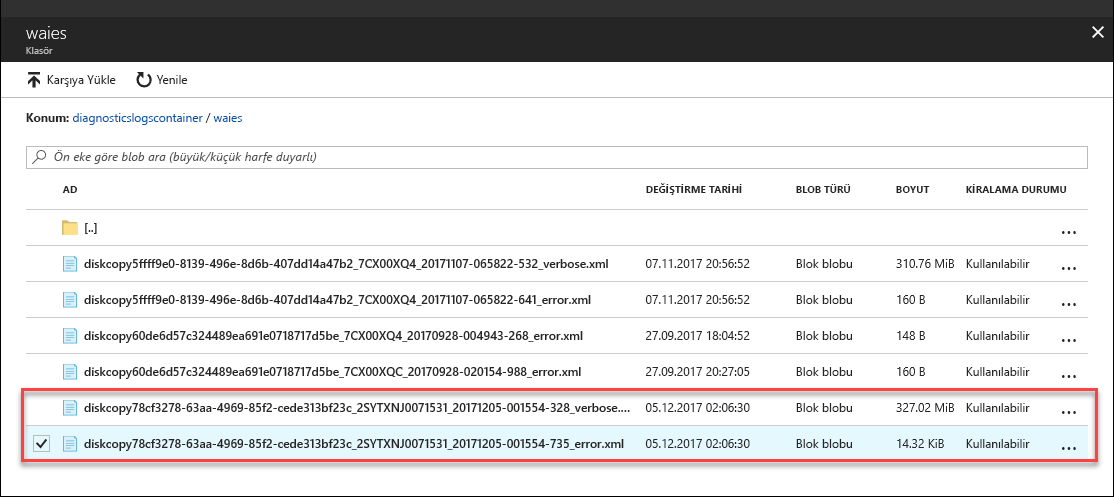 waies
Klasör
Karşıya Yükle Yenile
Konum: diagnosticslogscontainer / waies
Ön eke göre blob ara (büyük/küçük harfe duyarlı)
AD DEĞİŞTİRME TARİHİ BLOB TÜRÜ BOYUT KİRALAMA DURUMU
[..] ...
diskcopy5ffff9e0-8139-496e-8d6b-407dd14a47b2_7CX00XQ4_20171107-065822-532_verbose.xml 07.11.2017 20:56:52 Blok blobu 310.76 MiB Kullanılabilir ...
diskcopy5ffff9e0-8139-496e-8d6b-407dd14a47b2_7CX00XQ4_20171107-065822-641_error.xml 07.11.2017 20:56:52 Blok blobu 160 B Kullanılabilir ...
diskcopy60de6d57c324489ea691e0718717d5be_7CX00XQ4_20170928-004943-268_error.xml 27.09.2017 18:04:52 Blok blobu 148 B Kullanılabilir ...
diskcopy60de6d57c324489ea691e0718717d5be_7CX00XQC_20170928-020154-988_error.xml 27.09.2017 20:27:05 Blok blobu 160 B Kullanılabilir ...
diskcopy78cf3278-63aa-4969-85f2-cede313bf23c_2SYTXNJ0071531_20171205-001554-328_verbose.... 05.12.2017 02:06:30 Blok blobu 327.02 MiB Kullanılabilir ...
diskcopy78cf3278-63aa-4969-85f2-cede313bf23c_2SYTXNJ0071531_20171205-001554-735_error.xml 05.12.2017 02:06:30 Blok blobu 14.32 KiB Kullanılabilir ...